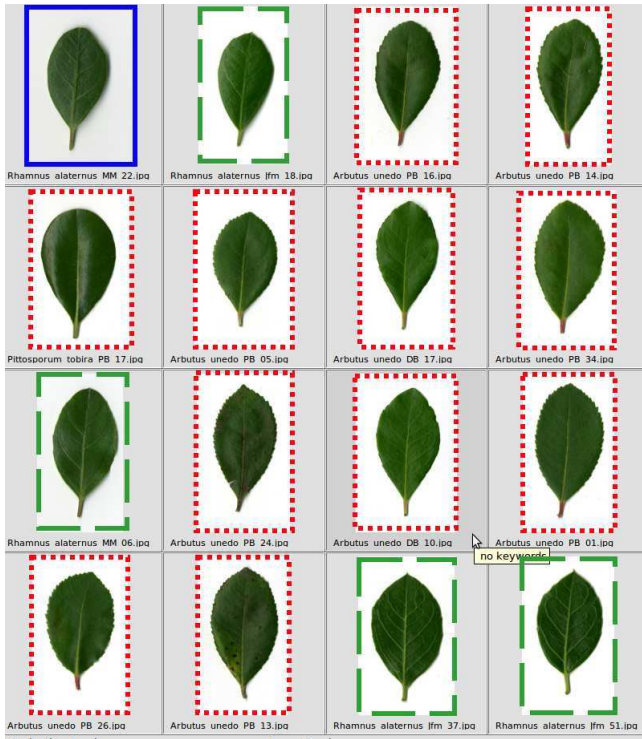 Rhamnus alaternus MM 22.jpg
Rhamnus alaternus Jfm 18.jpg
Arbutus unedo PB 16.jpg
Arbutus unedo PB 14.jpg
Pittosporum tobira PB 17.jpg
Arbutus unedo PB 05.jpg
Arbutus unedo DB 17.jpg
Arbutus unedo PB 34.jpg
Rhamnus alaternus MM 06.jpg
Arbutus unedo PB 24.jpg
Arbutus unedo DB 10.jpg
Arbutus unedo PB 01.jpg
no keywords
Arbutus unedo PB 26.jpg
Arbutus unedo PB 13.jpg
Rhamnus alaternus Jfm 37.jpg
Rhamnus alaternus Jfm 51.jpg